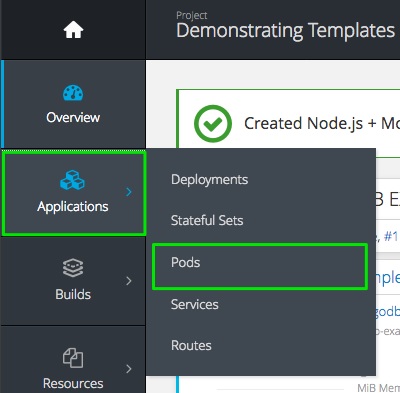 Project
Demonstrating Templates
Overview
Created Node.js + Mo
Applications
Deployments
Stateful Sets
Pods
Services
Routes
Builds
Resources
iB E
, #1
mple
godb
o-exa
MiB Mem